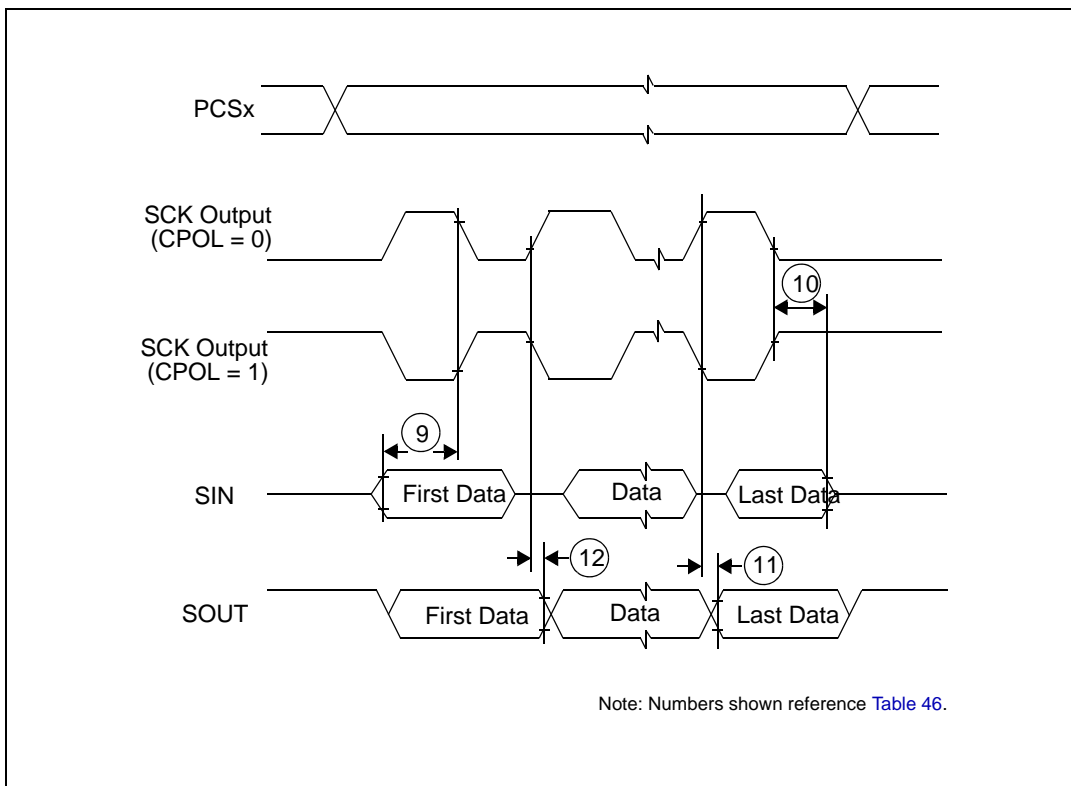 PCSx
SCK Output
(CPOL = 0)
10
SCK Output
(CPOL = 1)
9
SIN
First Data
Data
Last Data
12
11
SOUT
First Data
Data
Last Data
Note: Numbers shown reference Table 46.